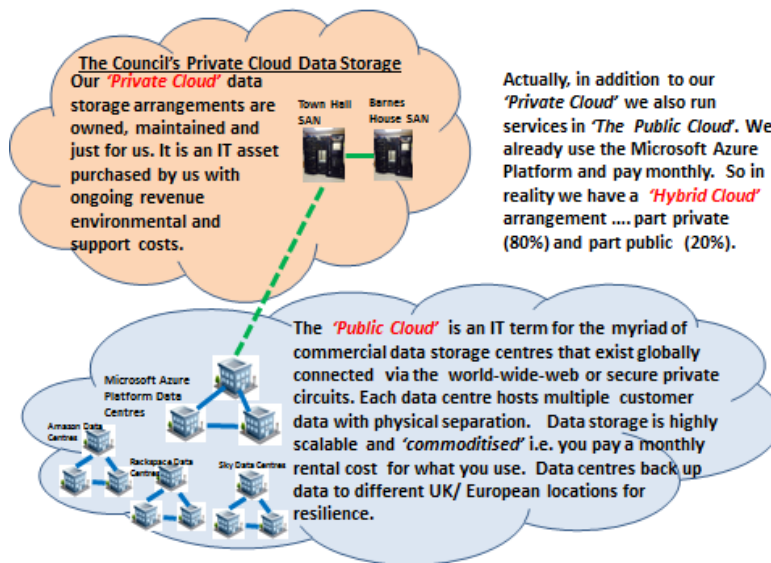 The Council's Private Cloud Data Storage
Our 'Private Cloud' data
storage arrangements are
owned, maintained and
just for us. It is an IT asset
purchased by us with
ongoing revenue
environmental and
support costs.
Town Hall
SAN
Barnes
House SAN
Actually, in addition to our
'Private Cloud' we also run
services in 'The Public Cloud'. We
already use the Microsoft Azure
Platform and pay monthly. So in
reality we have a 'Hybrid Cloud'
arrangement .... part private
(80%) and part public (20%).
The 'Public Cloud' is an IT term for the myriad of
commercial data storage centres that exist globally
connected via the world-wide-web or secure private
circuits. Each data centre hosts multiple customer
data with physical separation. Data storage is highly
scalable and 'commoditised' i.e. you pay a monthly
rental cost for what you use. Data centres back up
data to different UK/ European locations for
resilience.
Microsoft Azure
Platform Data
Centres
Amazon Data
Centres
Rackspace Data
Centres
Sky Data Centres